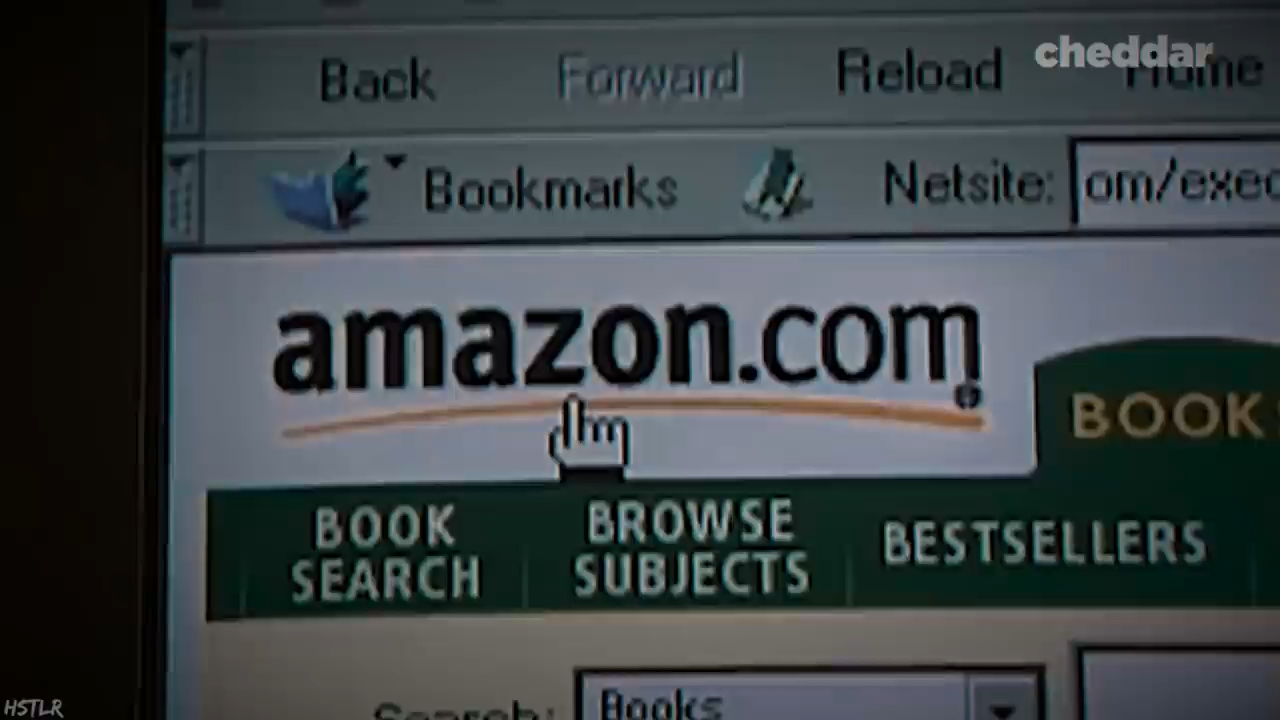 cheddar
Back Forward Reload Home
Bookmarks Netsite: om/exec
amazon.com
BOOK
BOOK SEARCH BROWSE SUBJECTS BESTSELLERS
Search: Books
HSTLR